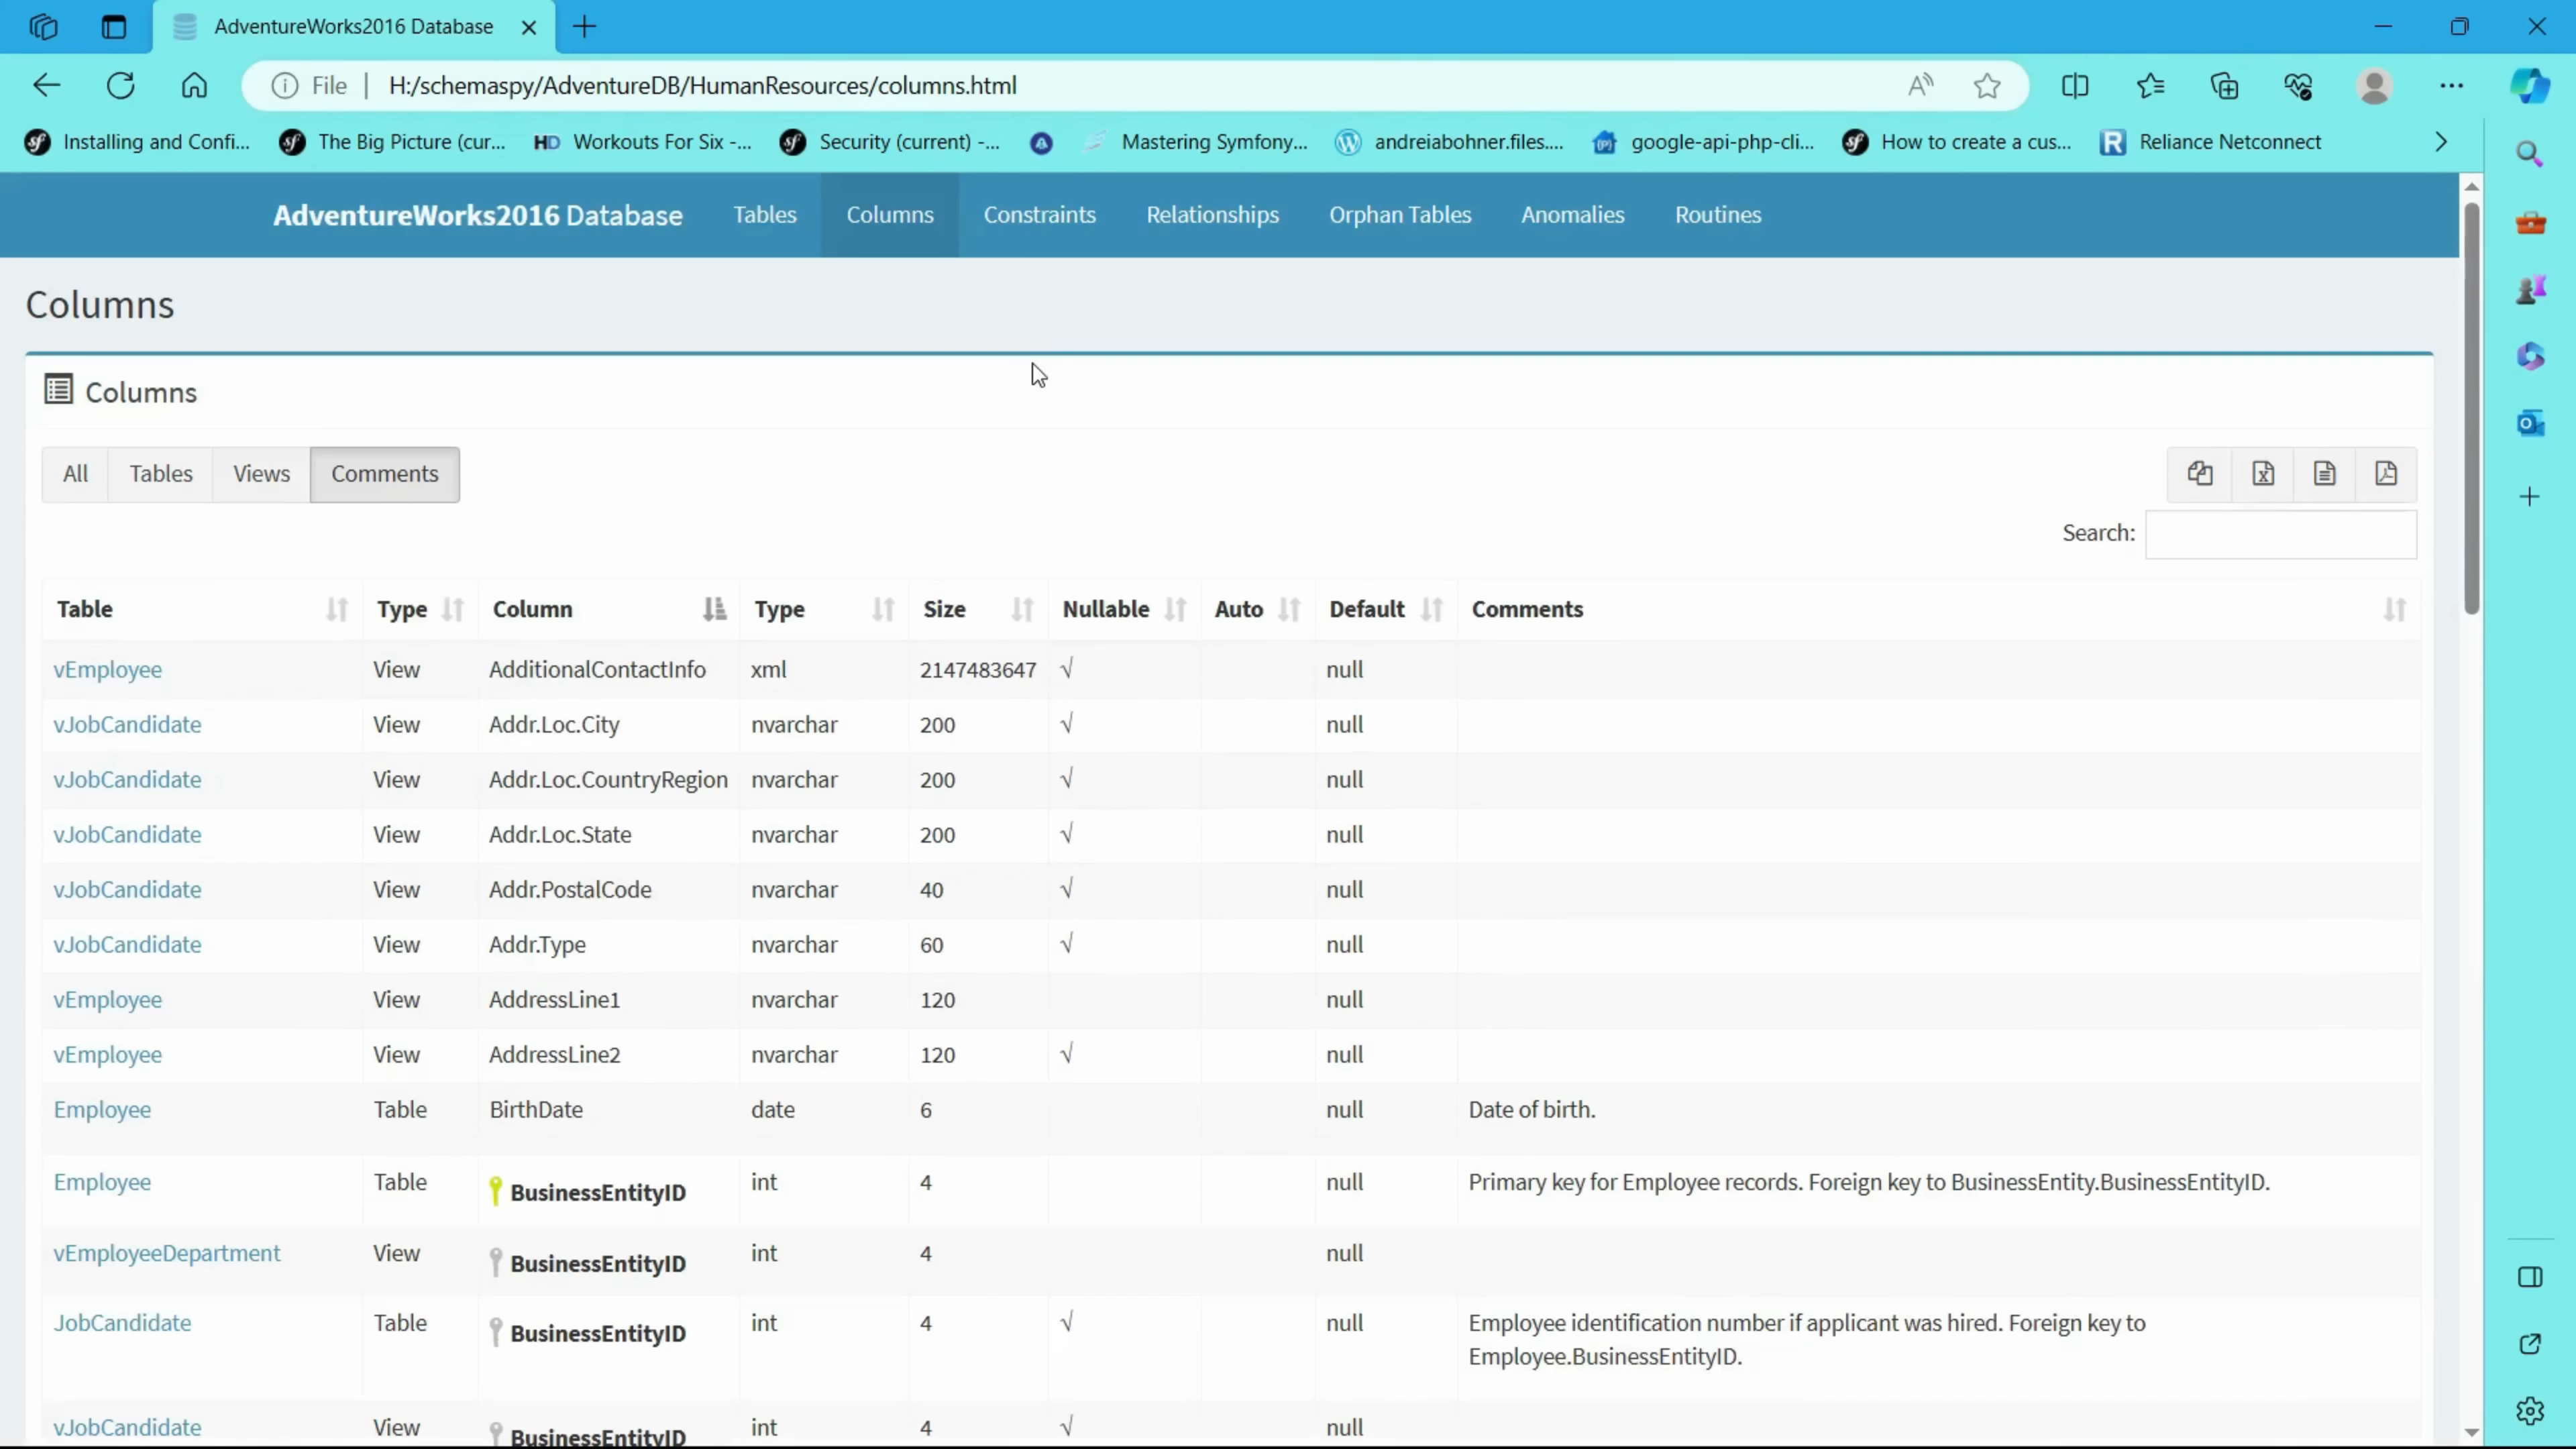 AdventureWorks2016 Database
File | H:/schemaspy/AdventureDB/HumanResources/columns.html
Installing and Confi... The Big Picture (cur... HD Workouts For Six -... Security (current) -... Mastering Symfony... andreiabohner.files.... google-api-php-cli... How to create a cus... R Reliance Netconnect
AdventureWorks2016 Database Tables Columns Constraints Relationships Orphan Tables Anomalies Routines
Columns
Columns
All Tables Views Comments
Search:
Table Type Column Type Size Nullable Auto Default Comments
vEmployee View AdditionalContactInfo xml 2147483647 √ null
vJobCandidate View Addr.Loc.City nvarchar 200 √ null
vJobCandidate View Addr.Loc.CountryRegion nvarchar 200 √ null
vJobCandidate View Addr.Loc.State nvarchar 200 √ null
vJobCandidate View Addr.PostalCode nvarchar 40 √ null
vJobCandidate View Addr.Type nvarchar 60 √ null
vEmployee View AddressLine1 nvarchar 120 null
vEmployee View AddressLine2 nvarchar 120 √ null
Employee Table BirthDate date 6 null Date of birth.
Employee Table BusinessEntityID int 4 null Primary key for Employee records. Foreign key to BusinessEntity.BusinessEntityID.
vEmployeeDepartment View BusinessEntityID int 4 null
JobCandidate Table BusinessEntityID int 4 √ null Employee identification number if applicant was hired. Foreign key to
Employee.BusinessEntityID.
vJobCandidate View BusinessEntityID int 4 √ null